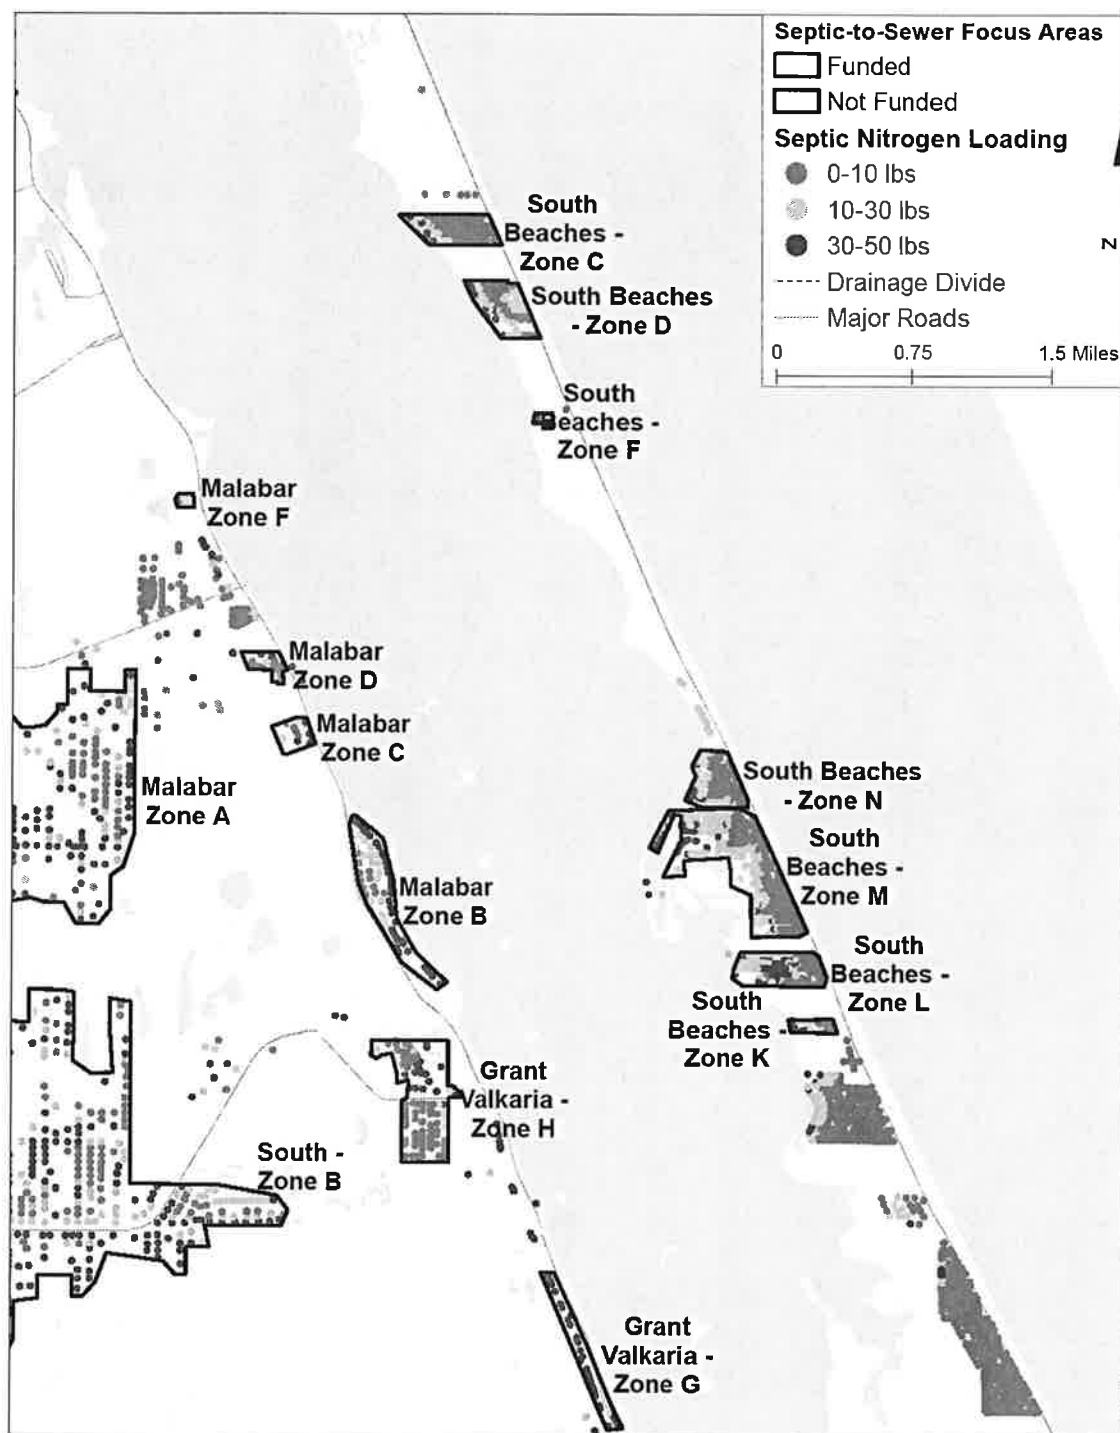 Septic-to-Sewer Focus Areas
Funded
Not Funded
Septic Nitrogen Loading
0-10 lbs
10-30 lbs
30-50 lbs
Drainage Divide
Major Roads
0 0.75 1.5 Miles
N
South
Beaches -
Zone C
South Beaches
- Zone D
South
Beaches -
Zone F
Malabar
Zone F
Malabar
Zone D
Malabar
Zone C
Malabar
Zone A
South Beaches
- Zone N
South
Beaches -
Zone M
Malabar
Zone B
South
Beaches -
Zone L
South
Beaches
Zone K
Grant
Valkaria -
Zone H
South -
Zone B
Grant
Valkaria -
Zone G